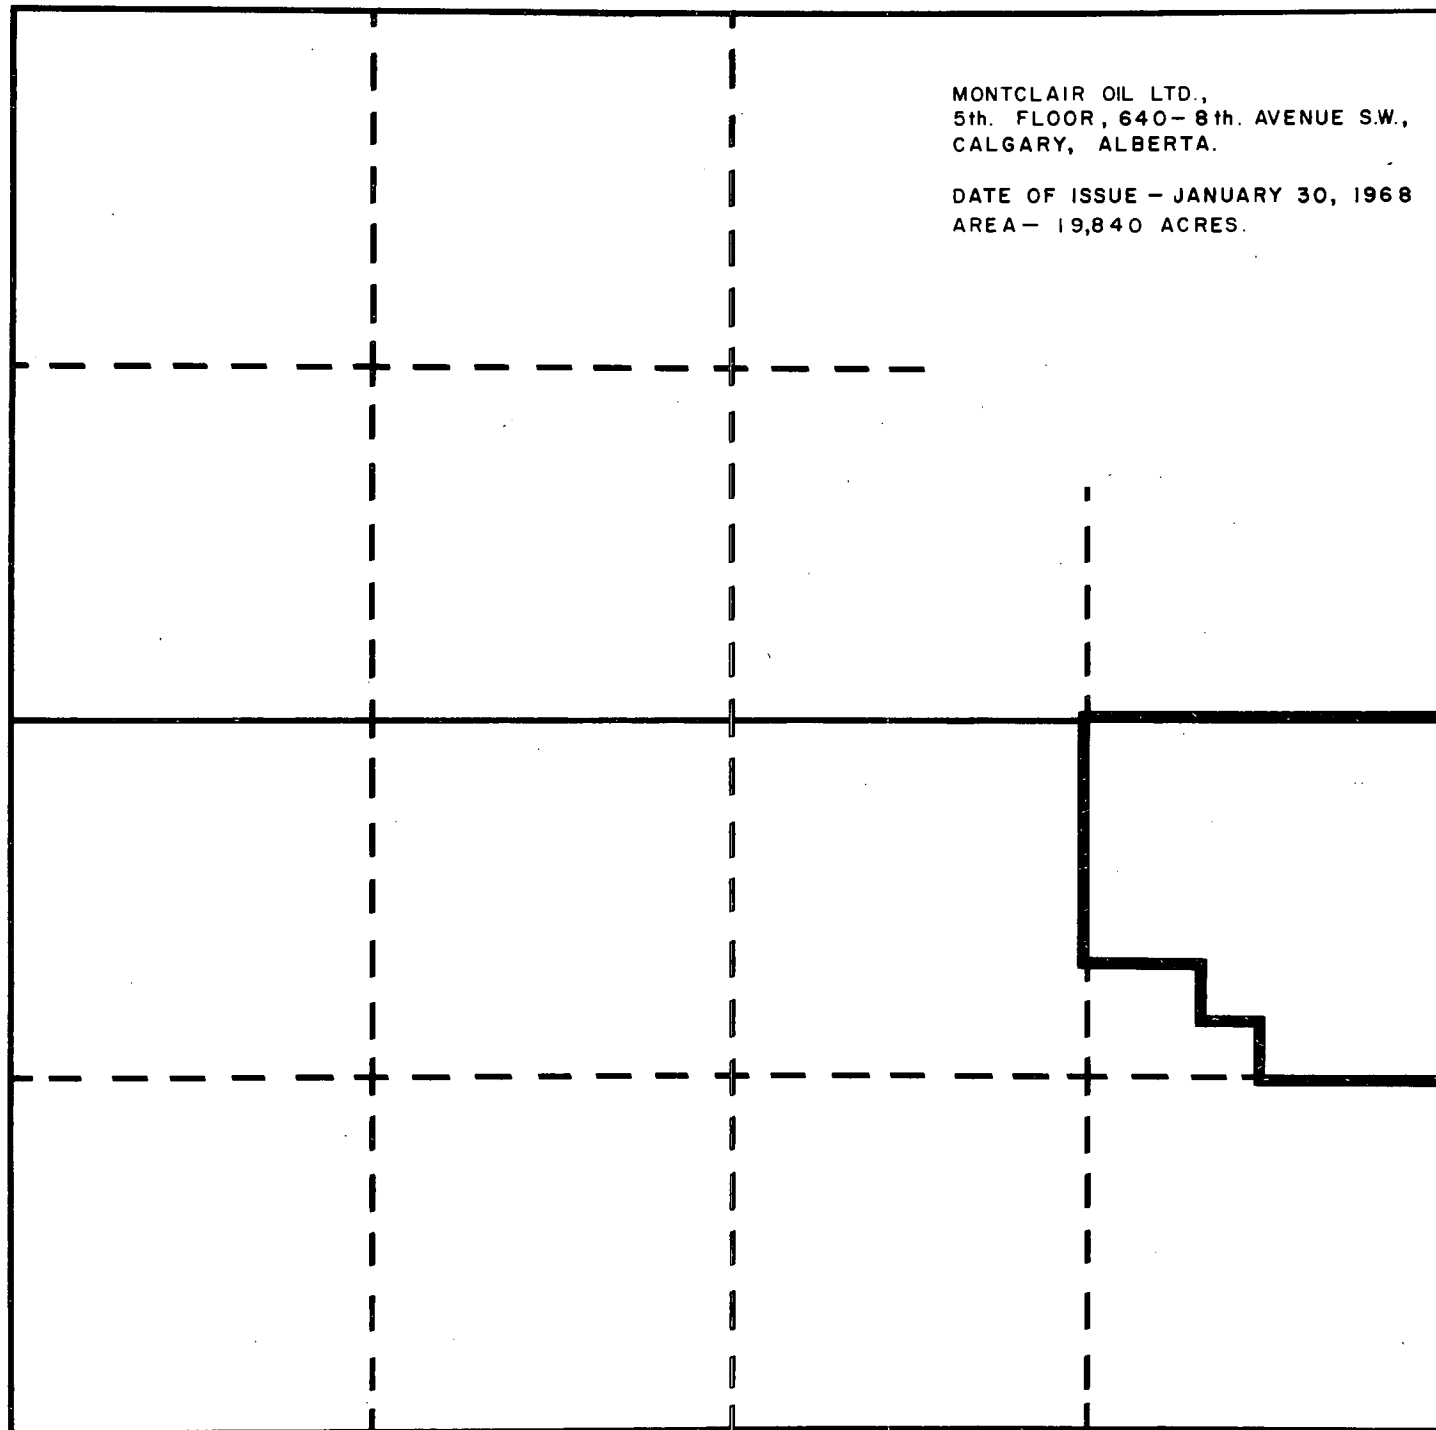 MONTCLAIR OIL LTD.,
5th. FLOOR, 640-8th. AVENUE S.W.,
CALGARY, ALBERTA.
DATE OF ISSUE - JANUARY 30, 1968
AREA - 19,840 ACRES.